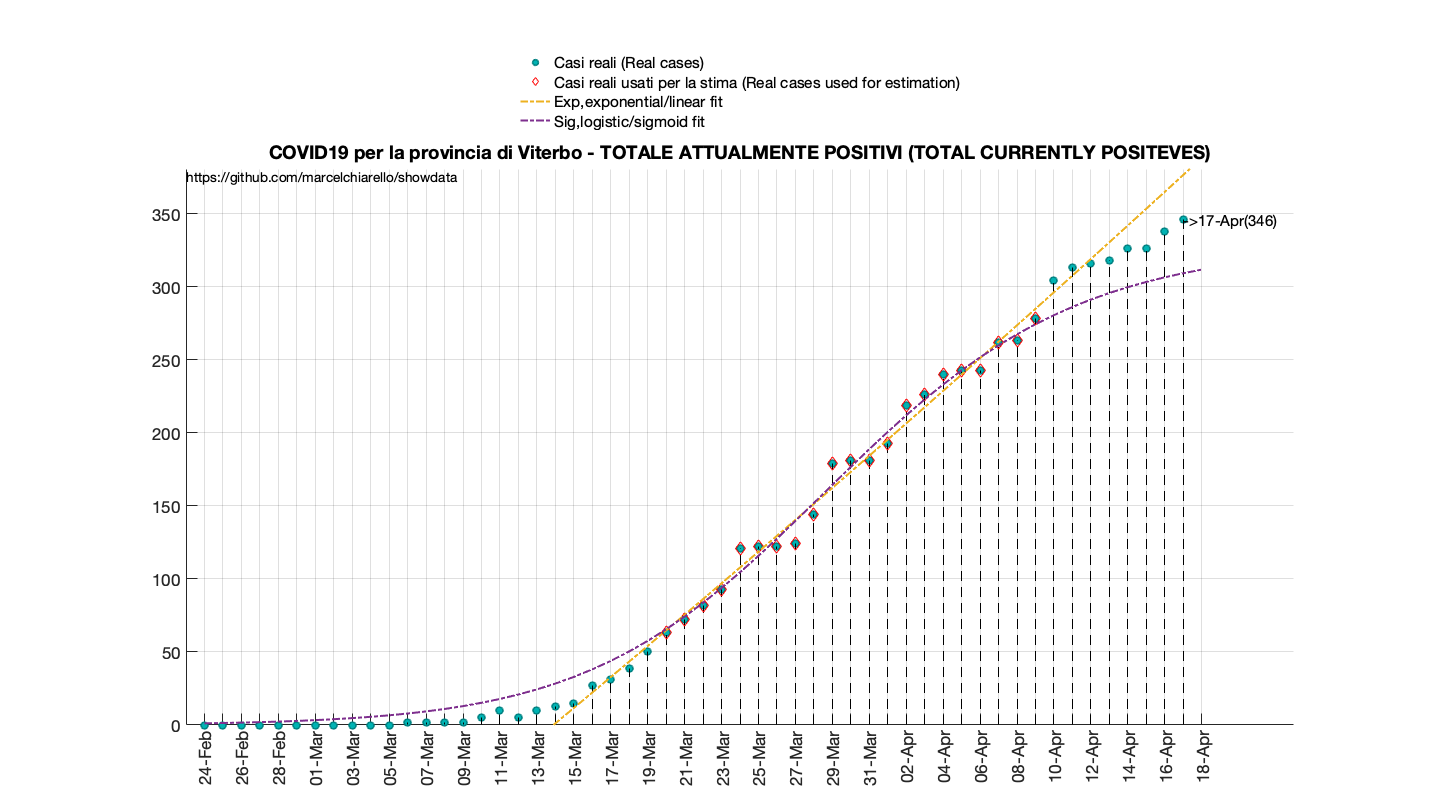 Casi reali (Real cases)
Casi reali usati per la stima (Real cases used for estimation)
Exp,exponential/linear fit
Sig,logistic/sigmoid fit
COVID19 per la provincia di Viterbo - TOTALE ATTUALMENTE POSITIVI (TOTAL CURRENTLY POSITEVES)
https://github.com/marcelchiarello/showdata
350
->17-Apr(346)
300
250
200
150
100
50
0
24-Feb 26-Feb 28-Feb 01-Mar 03-Mar 05-Mar 07-Mar 09-Mar 11-Mar 13-Mar 15-Mar 17-Mar 19-Mar 21-Mar 23-Mar 25-Mar 27-Mar 29-Mar 31-Mar 02-Apr 04-Apr 06-Apr 08-Apr 10-Apr 12-Apr 14-Apr 16-Apr 18-Apr